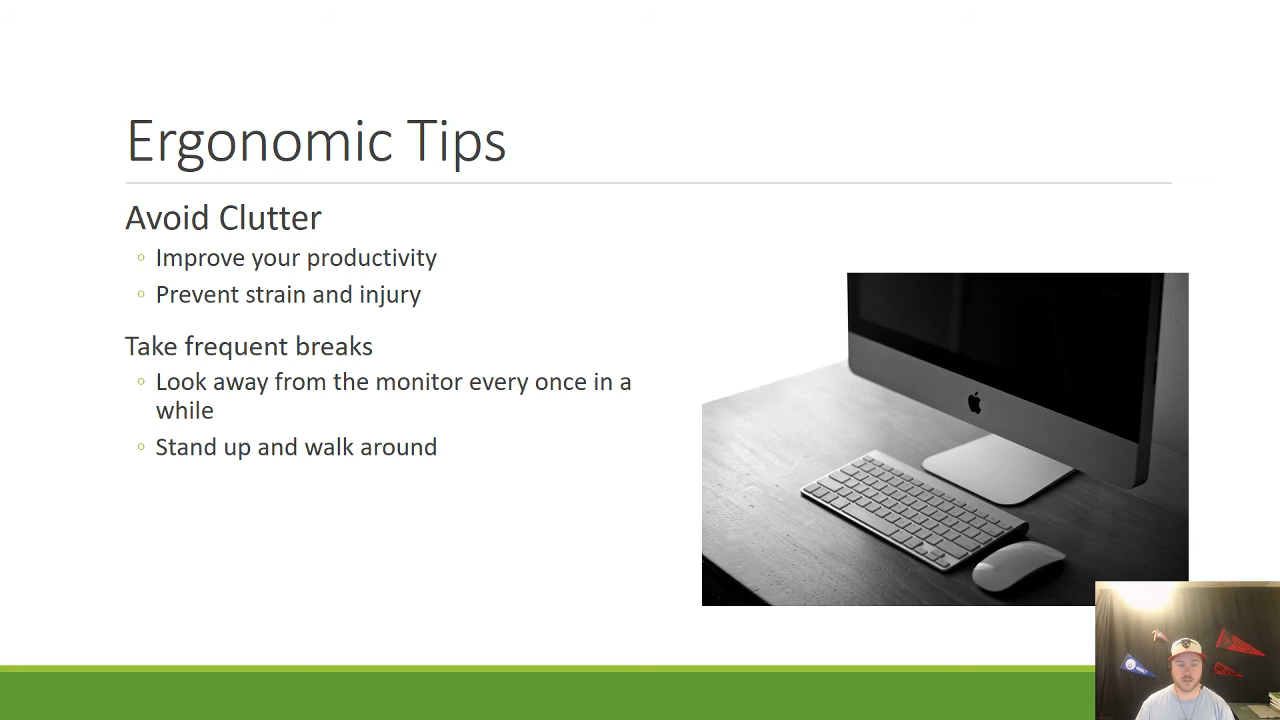 Ergonomic Tips
Avoid Clutter
Improve your productivity
Prevent strain and injury
Take frequent breaks
Look away from the monitor every once in a
while
Stand up and walk around